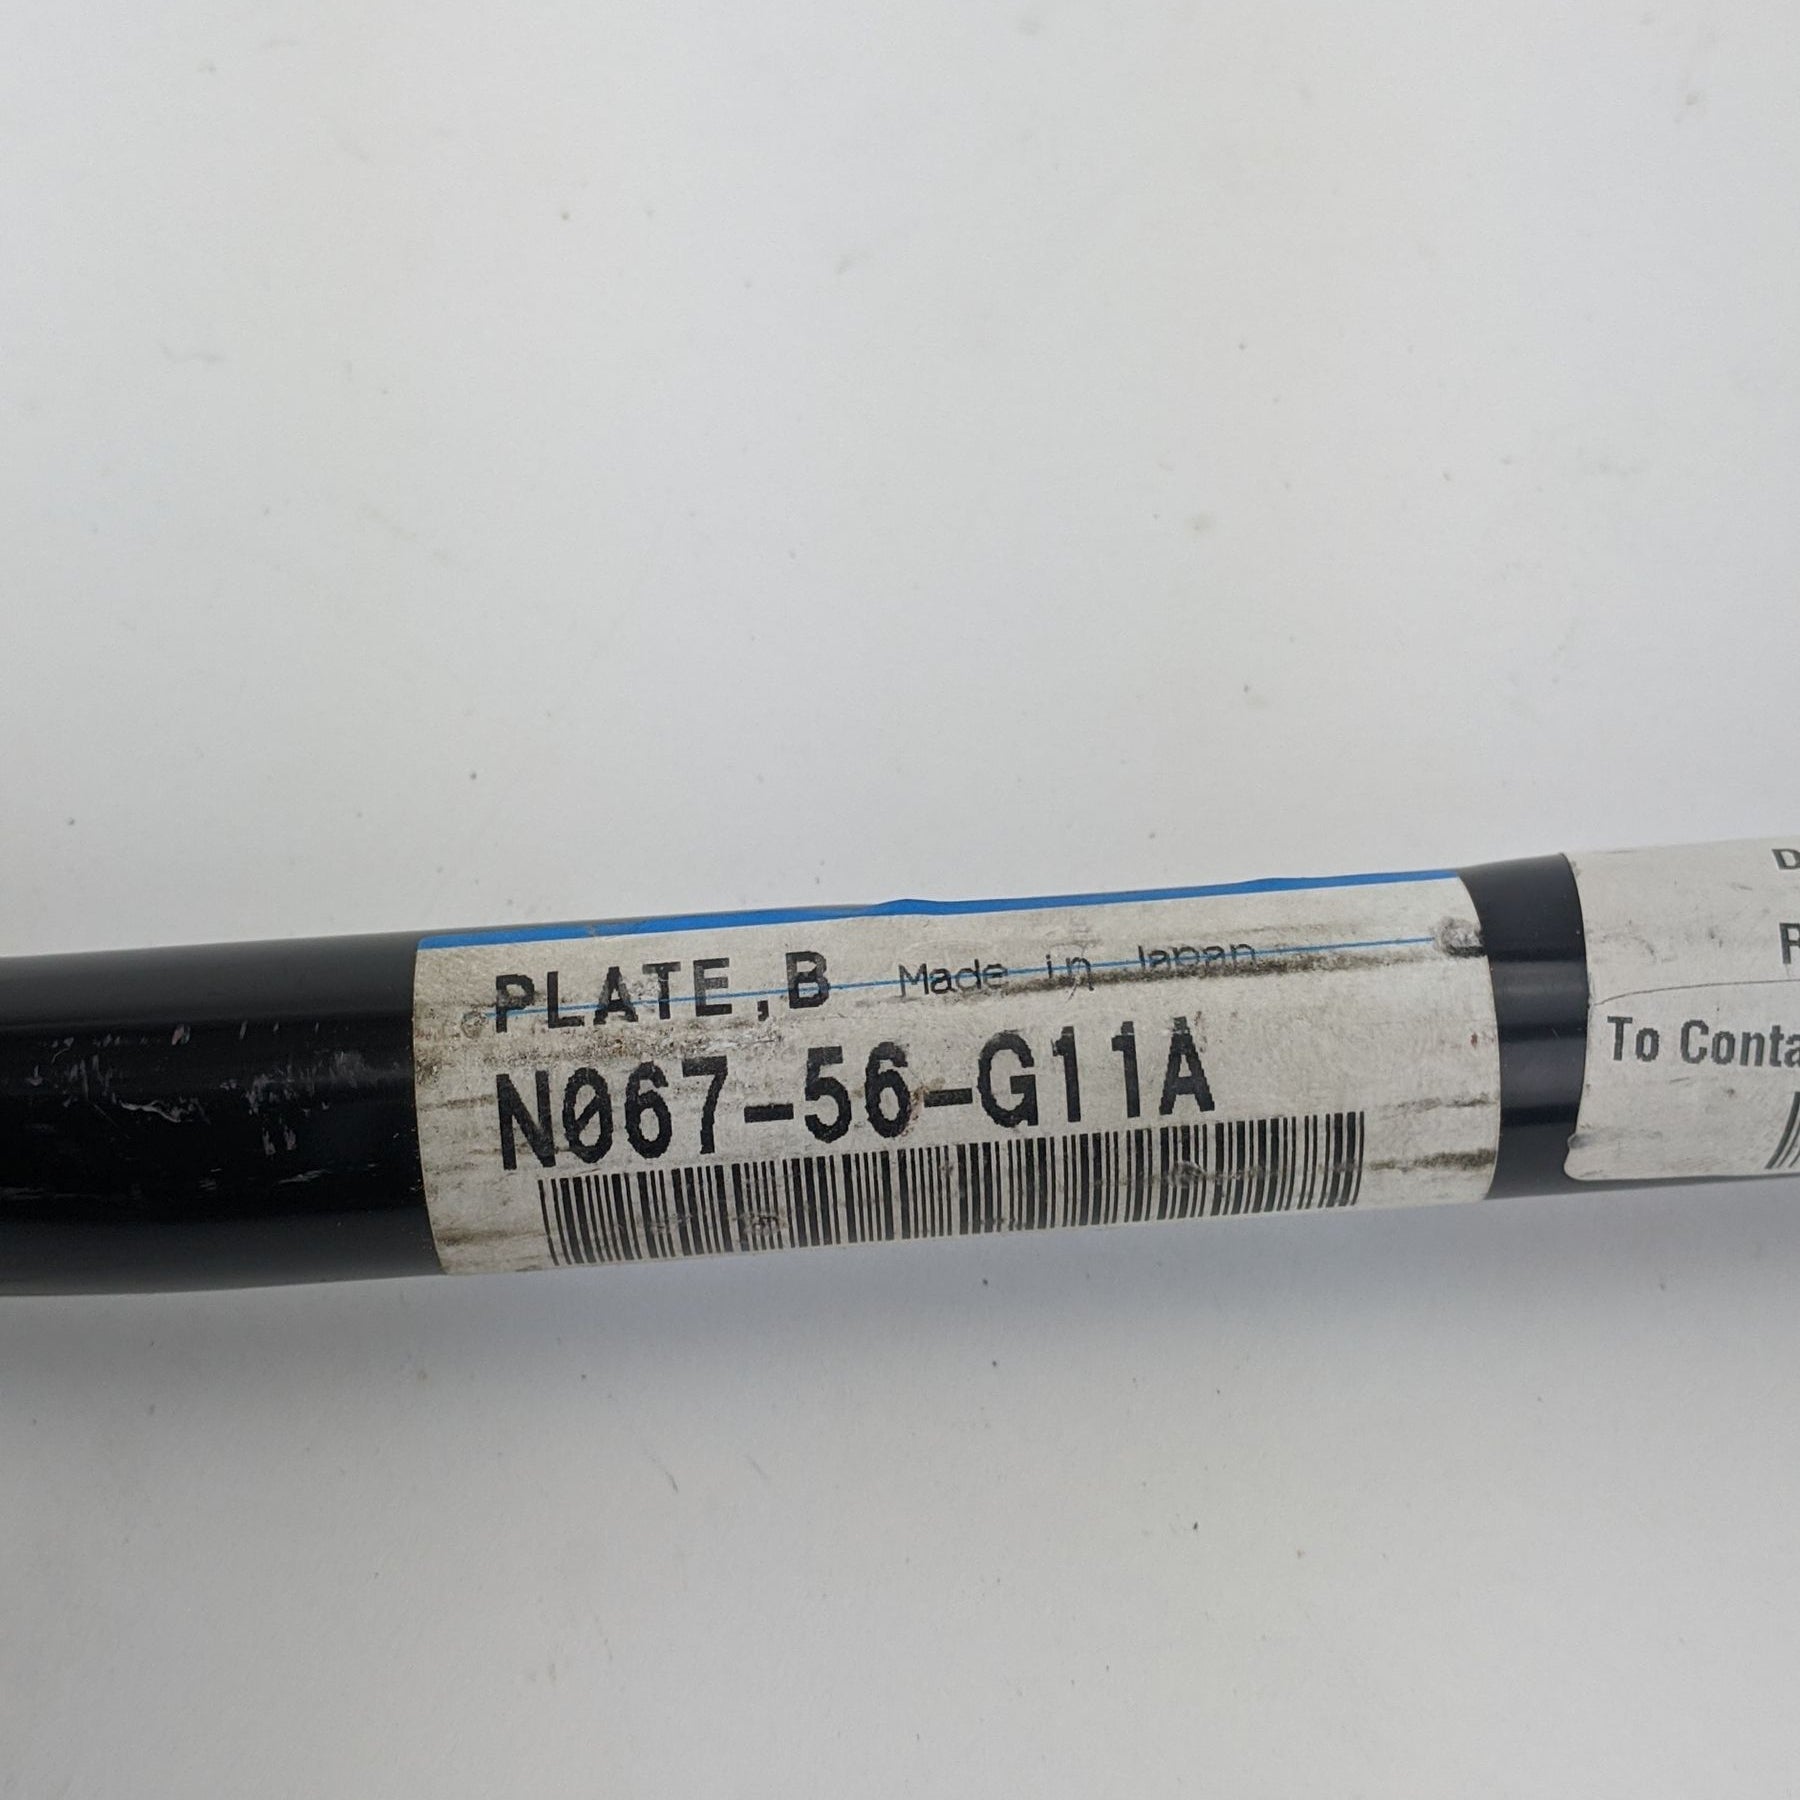 PLATE,B Made in Japan
N067-56-G11A
D
R
To Conta